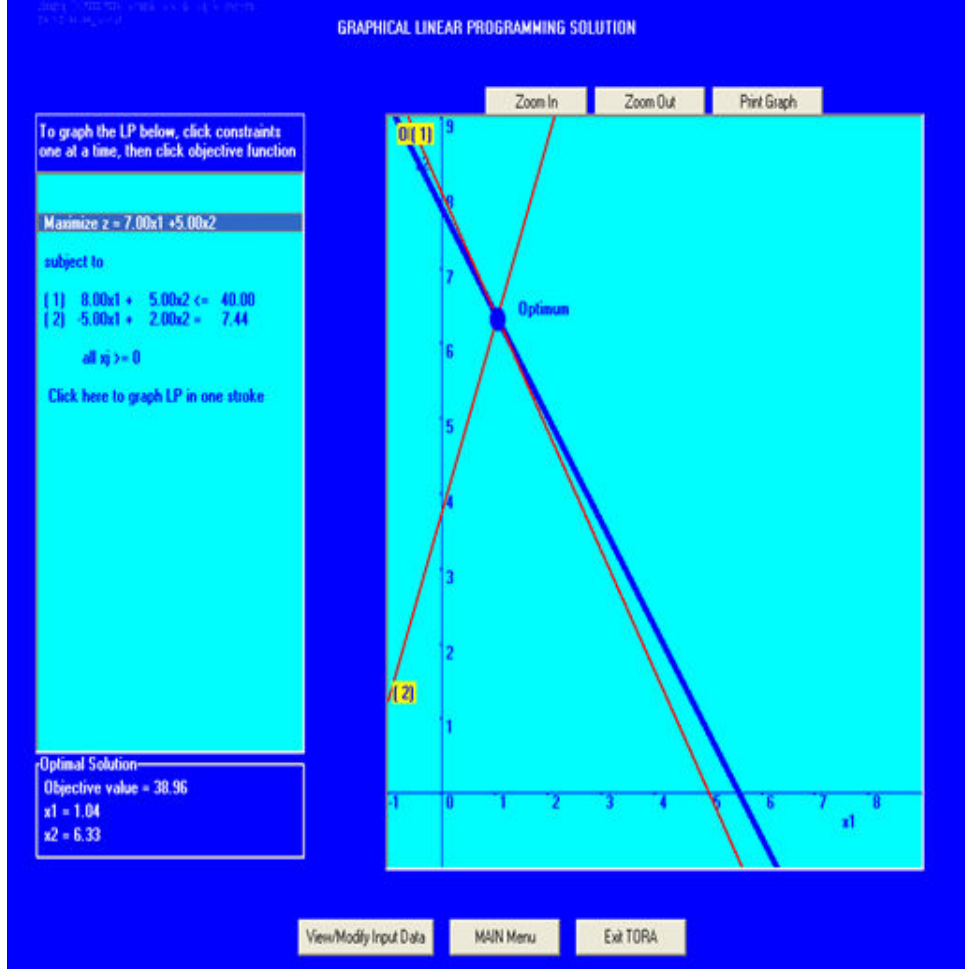 GRAPHICAL LINEAR PROGRAMMING SOLUTION
Zoom In Zoom Out Print Graph
To graph the LP below, click constraints
one at a time, then click objective function
Maximize z = 7.00x1 +5.00x2
subject to
( 1) 8.00x1 + 5.00x2 <= 40.00
( 2) -5.00x1 + 2.00x2 = 7.44
all xj >= 0
Click here to graph LP in one stroke
Optimal Solution
Objective value = 38.96
x1 = 1.04
x2 = 6.33
( 1)
9
8
7
Optimum
6
5
4
3
2
( 2)
1
-1 0 1 2 3 4 5 6 7 8
x1
View/Modify Input Data MAIN Menu Exit TORA